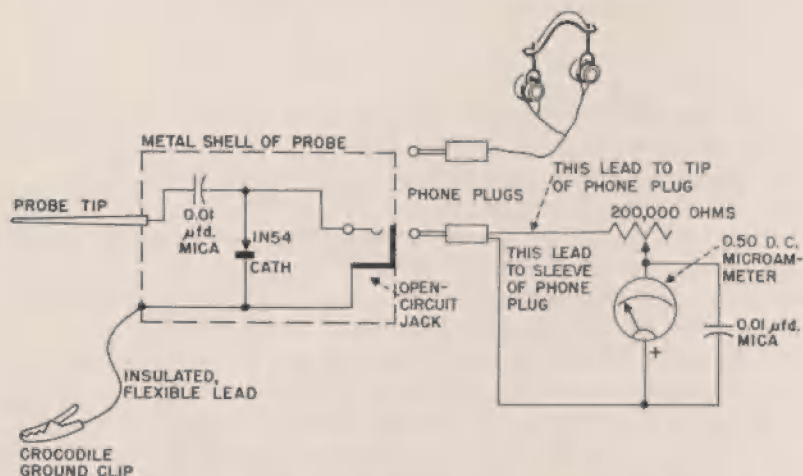 METAL SHELL OF PROBE
PROBE TIP
0.01
µfd.
MICA
IN54
CATH
PHONE PLUGS
THIS LEAD TO TIP
OF PHONE PLUG
200,000 OHMS
THIS LEAD
TO SLEEVE
OF PHONE
PLUG
0.50 D. C.
MICROAM-
METER
OPEN-
CIRCUIT
JACK
+
0.01 µfd.
MICA
INSULATED,
FLEXIBLE LEAD
CROCODILE
GROUND CLIP